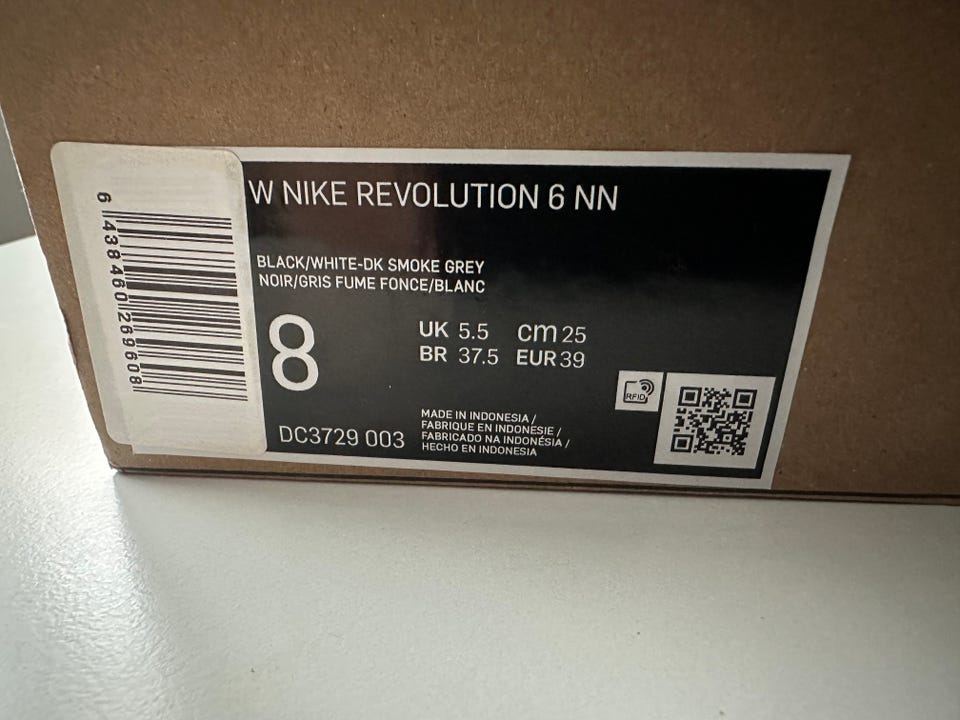 W NIKE REVOLUTION 6 NN
BLACK/WHITE-DK SMOKE GREY
NOIR/GRIS FUME FONCE/BLANC
8
UK 5.5 cm 25
BR 37.5 EUR 39
RFID
DC3729 003
MADE IN INDONESIA /
FABRIQUE EN INDONÉSIE /
FABRICADO NA INDONÉSIA /
HECHO EN INDONESIA
6 438460 269608